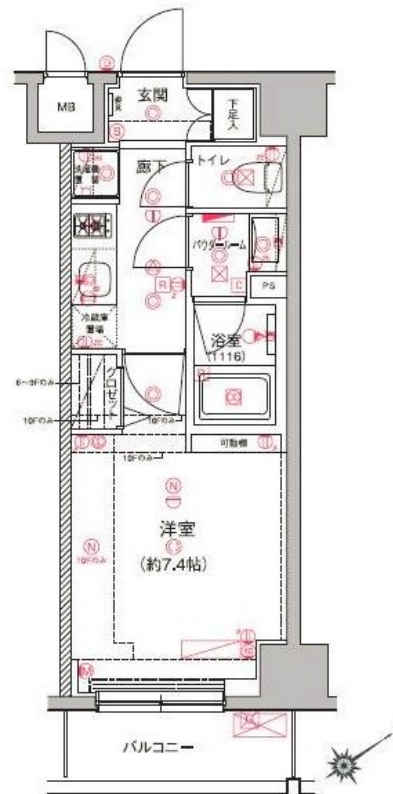 MB
玄関
下足入
S
廊下
トイレ
洗濯機
置場
パウダールーム
R
2
C
PS
冷蔵庫
置場
浴室
(1116)
6~9Fのみ
クロゼット
10Fのみ
10Fのみ
可動棚
10Fのみ
N
洋室
(約7.4帖)
N
10Fのみ
M
バルコニー